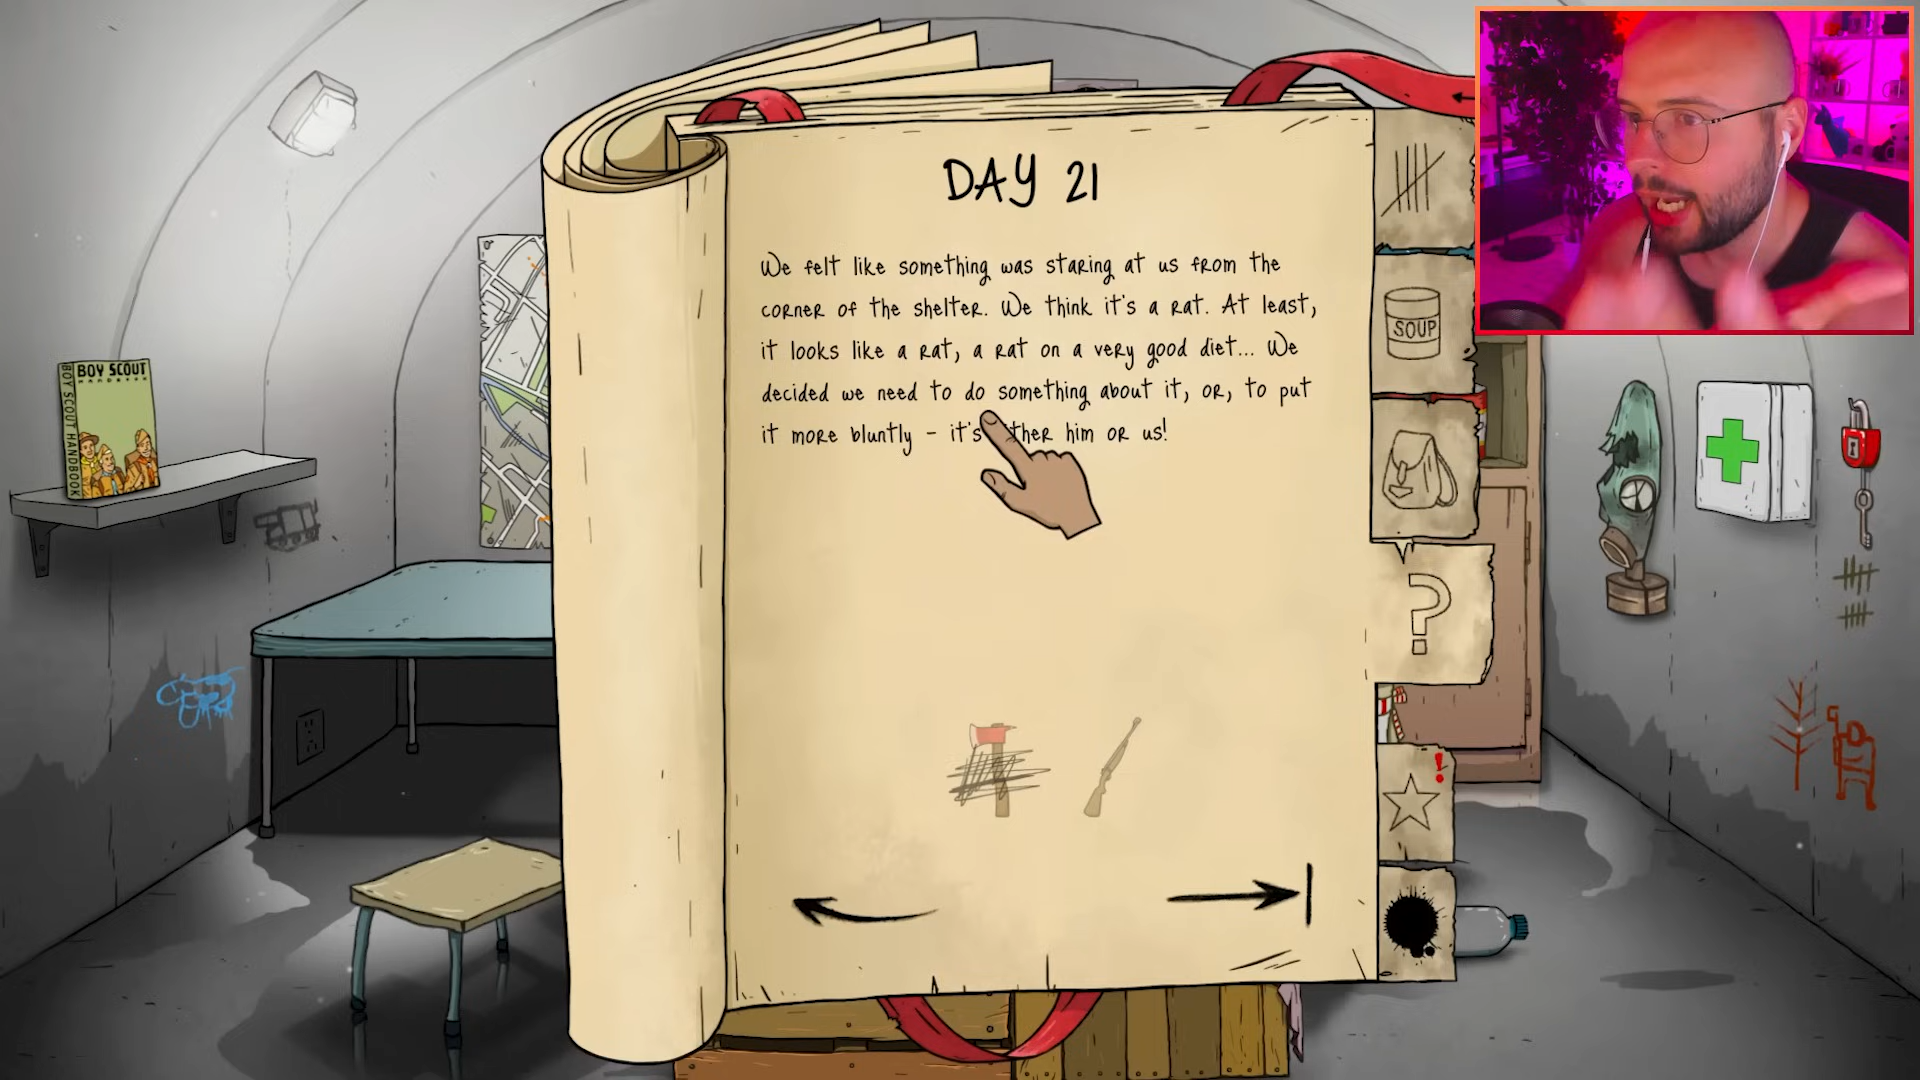 DAY 21
We felt like something was staring at us from the
corner of the shelter. We think it's a rat. At least,
it looks like a rat, a rat on a very good diet... We
decided we need to do something about it, or, to put
it more bluntly - it's ther him or us!
SOUP
BOY SCOUT
HANDBOOK
BOY SCOUT HANDBOOK